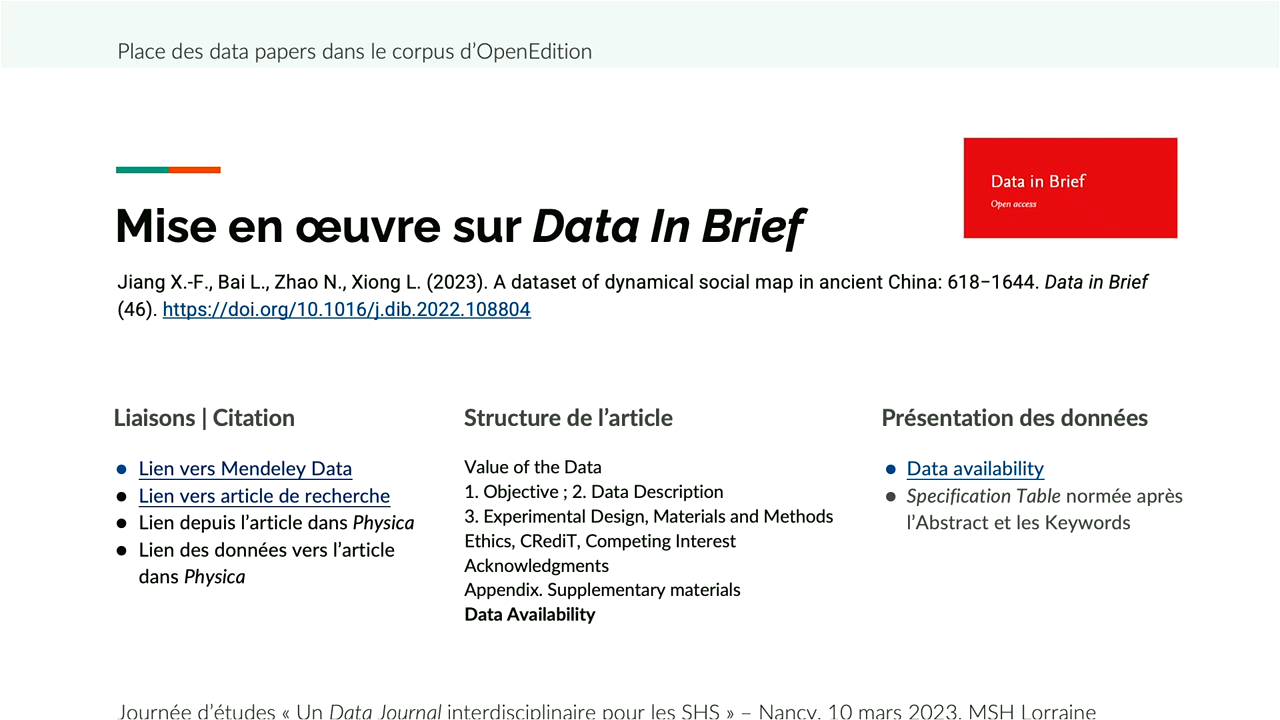 Place des data papers dans le corpus d'OpenEdition
Data in Brief
Open access
Mise en œuvre sur Data In Brief
Jiang X.-F., Bai L., Zhao N., Xiong L. (2023). A dataset of dynamical social map in ancient China: 618–1644. Data in Brief
(46). https://doi.org/10.1016/j.dib.2022.108804
Liaisons | Citation
● Lien vers Mendeley Data
● Lien vers article de recherche
● Lien depuis l'article dans Physica
● Lien des données vers l'article
dans Physica
Structure de l'article
Value of the Data
1. Objective ; 2. Data Description
3. Experimental Design, Materials and Methods
Ethics, CRediT, Competing Interest
Acknowledgments
Appendix. Supplementary materials
Data Availability
Présentation des données
● Data availability
● Specification Table normée après
l'Abstract et les Keywords
Journée d'études « Un Data Journal interdisciplinaire pour les SHS » – Nancy, 10 mars 2023, MSH Lorraine